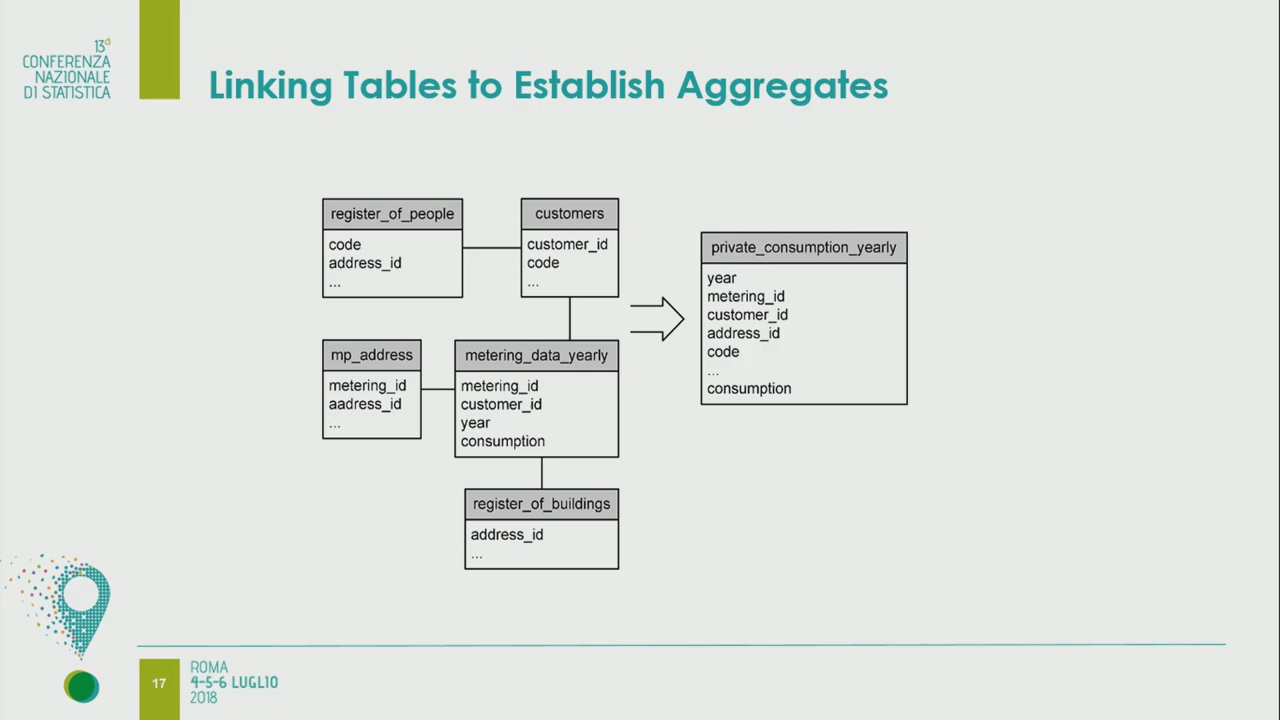 13ª
CONFERENZA
NAZIONALE
DI STATISTICA
Linking Tables to Establish Aggregates
register_of_people
code
address_id
...
customers
customer_id
code
...
private_consumption_yearly
year
metering_id
customer_id
address_id
code
...
consumption
mp_address
metering_id
aadress_id
...
metering_data_yearly
metering_id
customer_id
year
consumption
register_of_buildings
address_id
...
17
ROMA
4-5-6 LUGLIO
2018